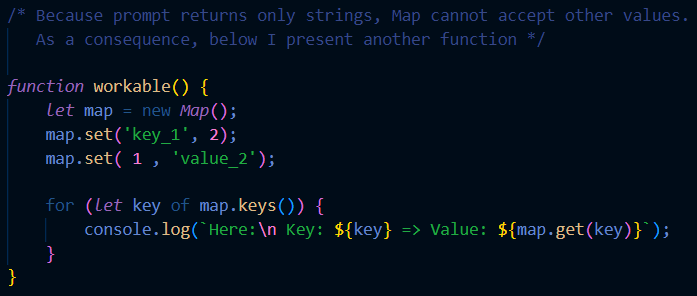 /* Because prompt returns only strings, Map cannot accept other values.
   As a consequence, below I present another function */

function workable() {
    let map = new Map();
    map.set('key_1', 2);
    map.set( 1 , 'value_2');

    for (let key of map.keys()) {
        console.log(`Here:\n Key: ${key} => Value: ${map.get(key)}`);
    }
}